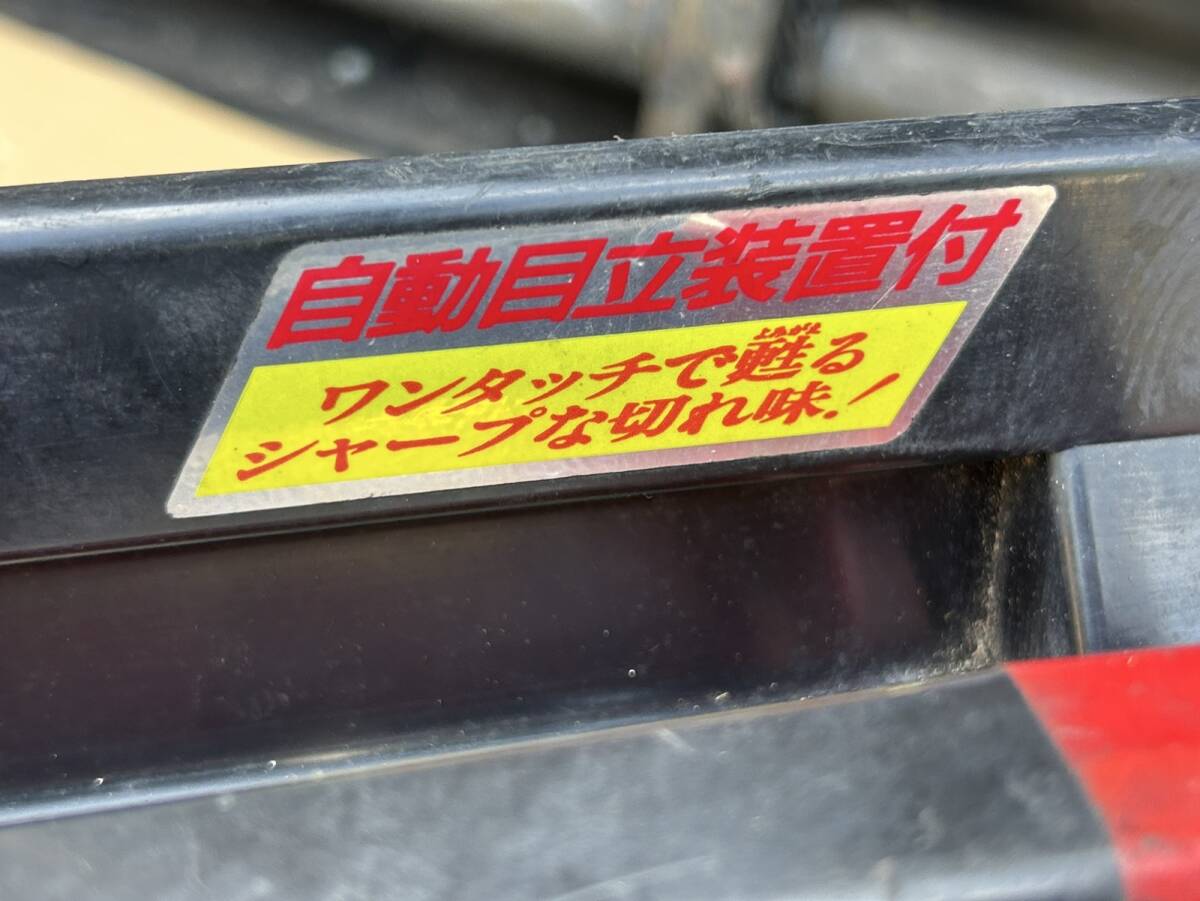 自動目立装置付
ワンタッチで甦る
シャープな切れ味!